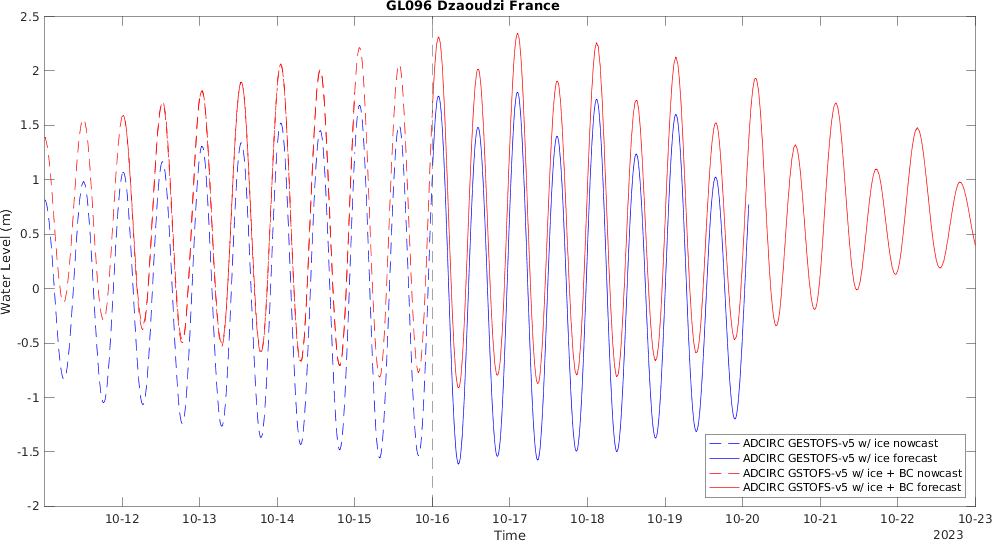 GL096 Dzaoudzi France
Water Level (m)
2.5
2
1.5
1
0.5
0
-0.5
-1
-1.5
-2
ADCIRC GESTOFS-v5 w/ ice nowcast
ADCIRC GESTOFS-v5 w/ ice forecast
ADCIRC GSTOFS-v5 w/ ice + BC nowcast
ADCIRC GSTOFS-v5 w/ ice + BC forecast
10-12 10-13 10-14 10-15 10-16 10-17 10-18 10-19 10-20 10-21 10-22 10-23
Time
2023